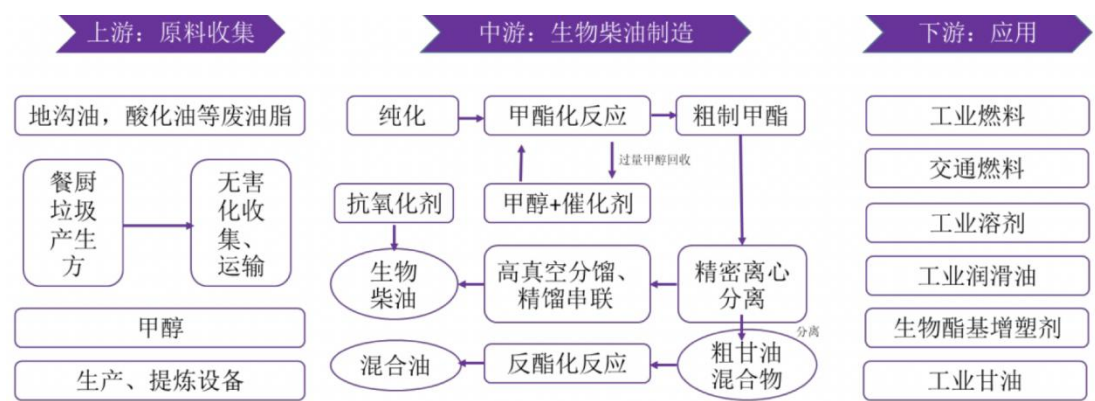 上游：原料收集
中游：生物柴油制造
下游：应用
地沟油，酸化油等废油脂
餐厨
垃圾
产生
方
无害
化收
集、
运输
甲醇
生产、提炼设备
纯化
甲酯化反应
粗制甲酯
过量甲醇回收
抗氧化剂
甲醇+催化剂
生物
柴油
高真空分馏、
精馏串联
精密离心
分离
分离
混合油
反酯化反应
粗甘油
混合物
工业燃料
交通燃料
工业溶剂
工业润滑油
生物酯基增塑剂
工业甘油